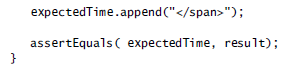 expectedTime.append("</span>");
assertEquals( expectedTime, result);
}